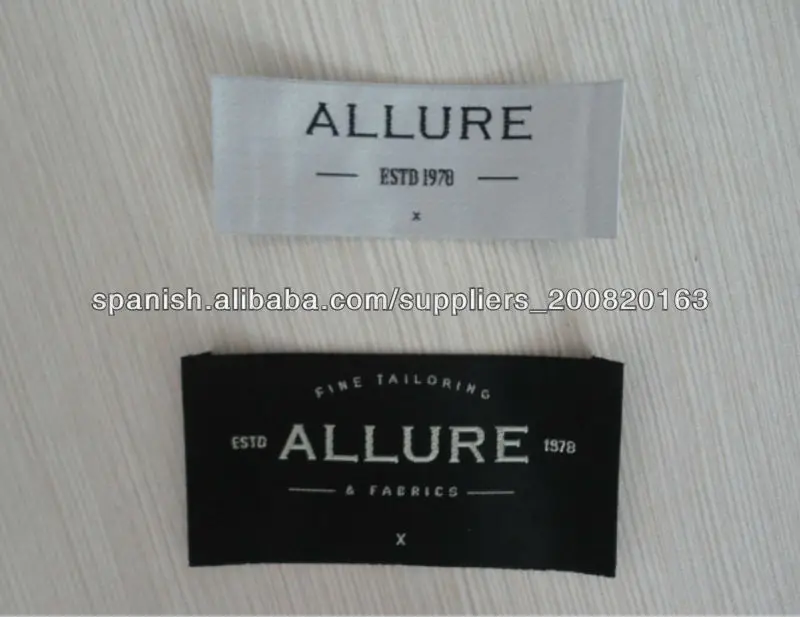 ALLURE
ESTD 1978
x
spanish.alibaba.com/suppliers_200820163
FINE TAILORING
ESTD ALLURE 1978
& FABRICS
X